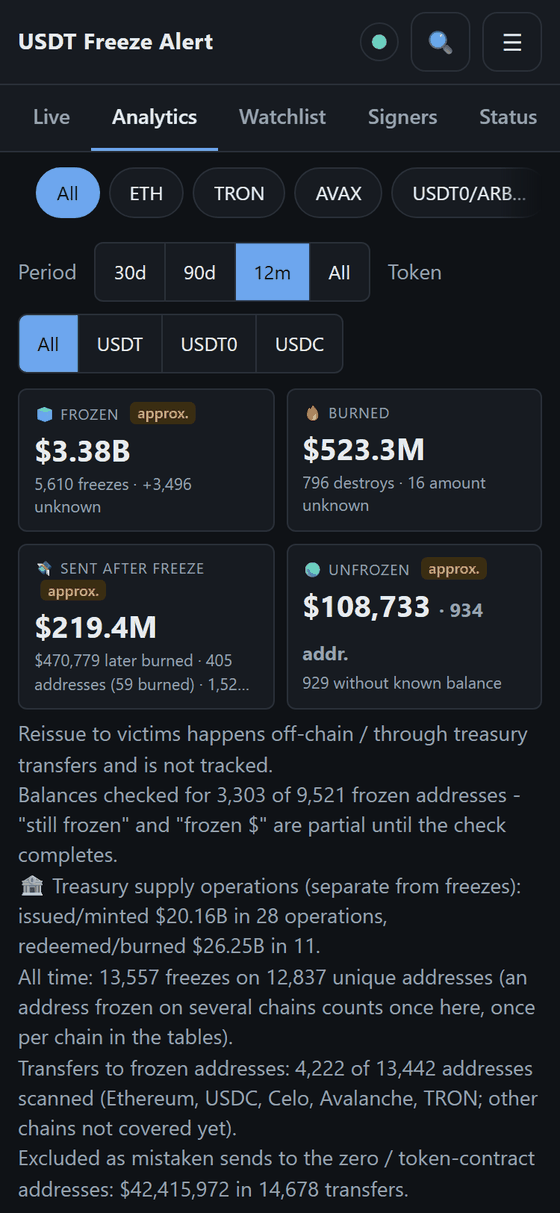 USDT Freeze Alert
Live Analytics Watchlist Signers Status
All ETH TRON AVAX USDT0/ARB...
Period 30d 90d 12m All Token
All USDT USDT0 USDC
FROZEN approx.
$3.38B
5,610 freezes · +3,496
unknown
BURNED
$523.3M
796 destroys · 16 amount
unknown
SENT AFTER FREEZE
approx.
$219.4M
$470,779 later burned · 405
addresses (59 burned) · 1,52...
UNFROZEN approx.
$108,733 · 934
addr.
929 without known balance
Reissue to victims happens off-chain / through treasury
transfers and is not tracked.
Balances checked for 3,303 of 9,521 frozen addresses -
"still frozen" and "frozen $" are partial until the check
completes.
Treasury supply operations (separate from freezes):
issued/minted $20.16B in 28 operations,
redeemed/burned $26.25B in 11.
All time: 13,557 freezes on 12,837 unique addresses (an
address frozen on several chains counts once here, once
per chain in the tables).
Transfers to frozen addresses: 4,222 of 13,442 addresses
scanned (Ethereum, USDC, Celo, Avalanche, TRON; other
chains not covered yet).
Excluded as mistaken sends to the zero / token-contract
addresses: $42,415,972 in 14,678 transfers.